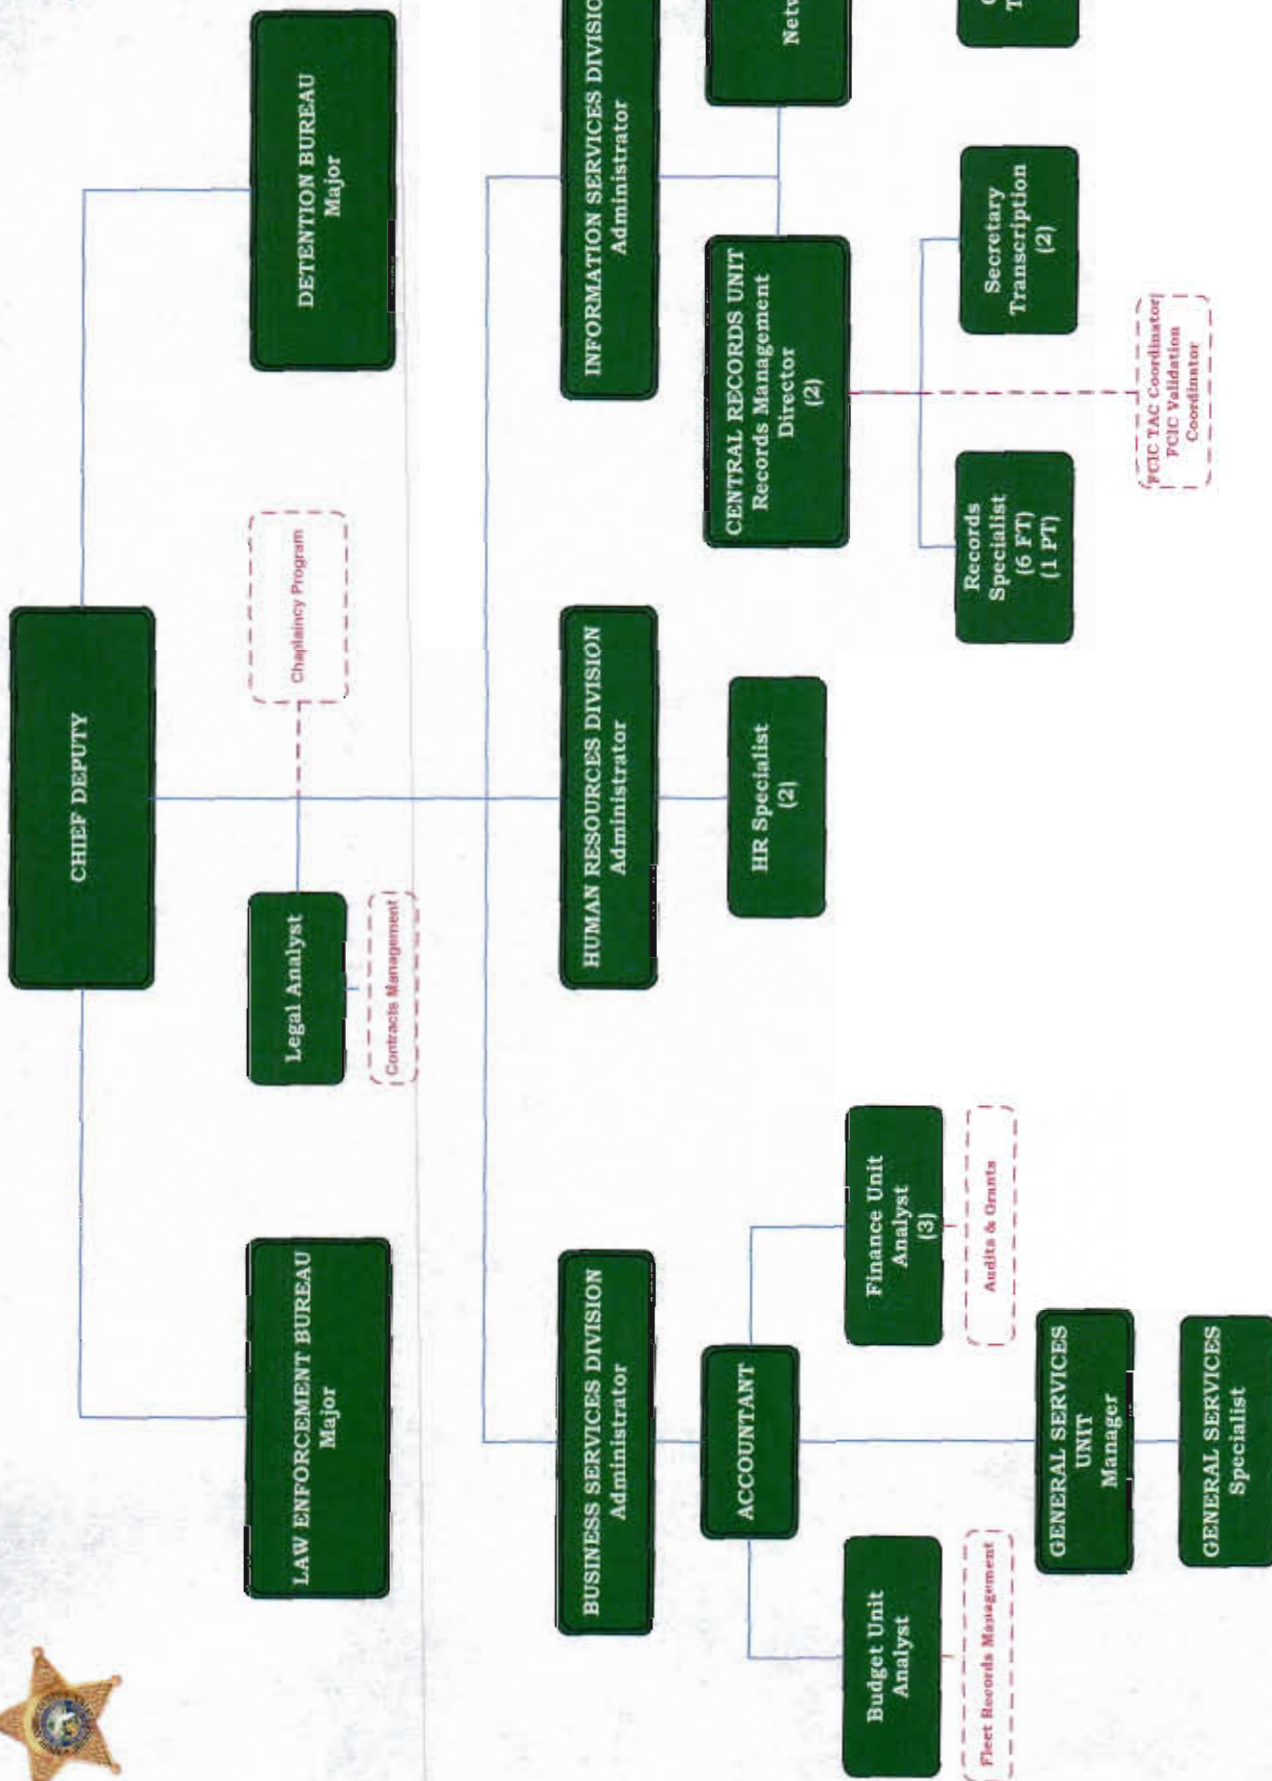 CHIEF DEPUTY
LAW ENFORCEMENT BUREAU
Major
Legal Analyst
Contracts Management
Chaplaincy Program
DETENTION BUREAU
Major
BUSINESS SERVICES DIVISION
Administrator
HUMAN RESOURCES DIVISION
Administrator
INFORMATION SERVICES DIVISIO
Administrator
ACCOUNTANT
HR Specialist
(2)
CENTRAL RECORDS UNIT
Records Management
Director
(2)
Netw
Budget Unit
Analyst
Fleet Records Management
Finance Unit
Analyst
(3)
Audits & Grants
Records
Specialist
(6 FT)
(1 PT)
Secretary
Transcription
(2)
T
GENERAL SERVICES
UNIT
Manager
FCIC TAC Coordinator
FCIC Validation
Coordinator
GENERAL SERVICES
Specialist